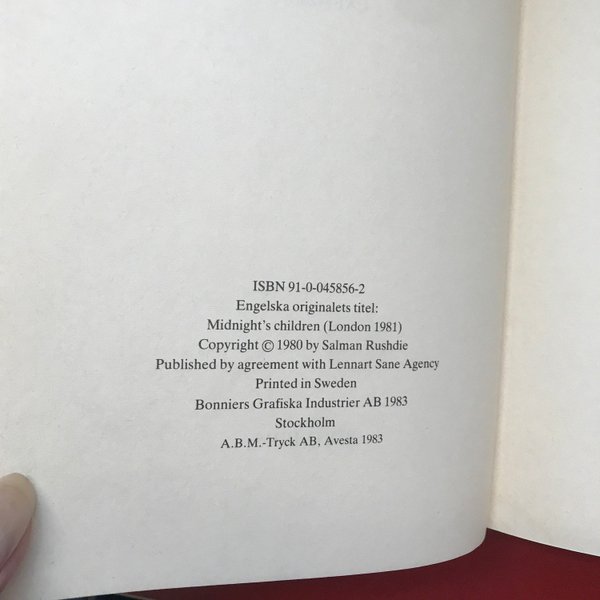 ISBN 91-0-045856-2
Engelska originalets titel:
Midnight's children (London 1981)
Copyright © 1980 by Salman Rushdie
Published by agreement with Lennart Sane Agency
Printed in Sweden
Bonniers Grafiska Industrier AB 1983
Stockholm
A.B.M.-Tryck AB, Avesta 1983